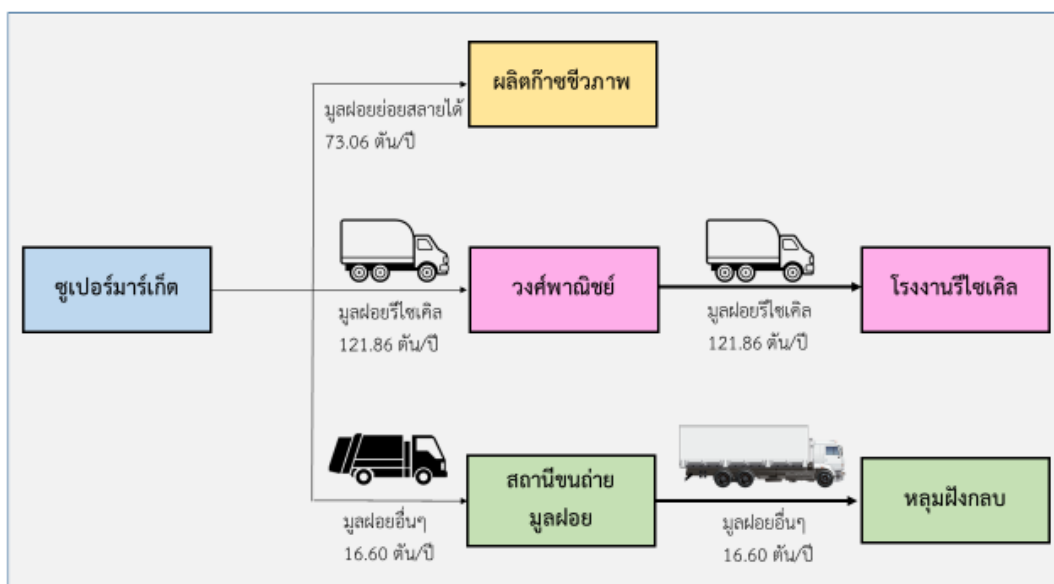 ผลิตก๊าซชีวภาพ
มูลฝอยย่อยสลายได้
73.06 ตัน/ปี
ซูเปอร์มาร์เก็ต
วงศ์พาณิชย์
โรงงานรีไซเคิล
มูลฝอยรีไซเคิล
121.86 ตัน/ปี
มูลฝอยรีไซเคิล
121.86 ตัน/ปี
สถานีขนถ่าย
มูลฝอย
หลุมฝังกลบ
มูลฝอยอื่นๆ
16.60 ตัน/ปี
มูลฝอยอื่นๆ
16.60 ตัน/ปี